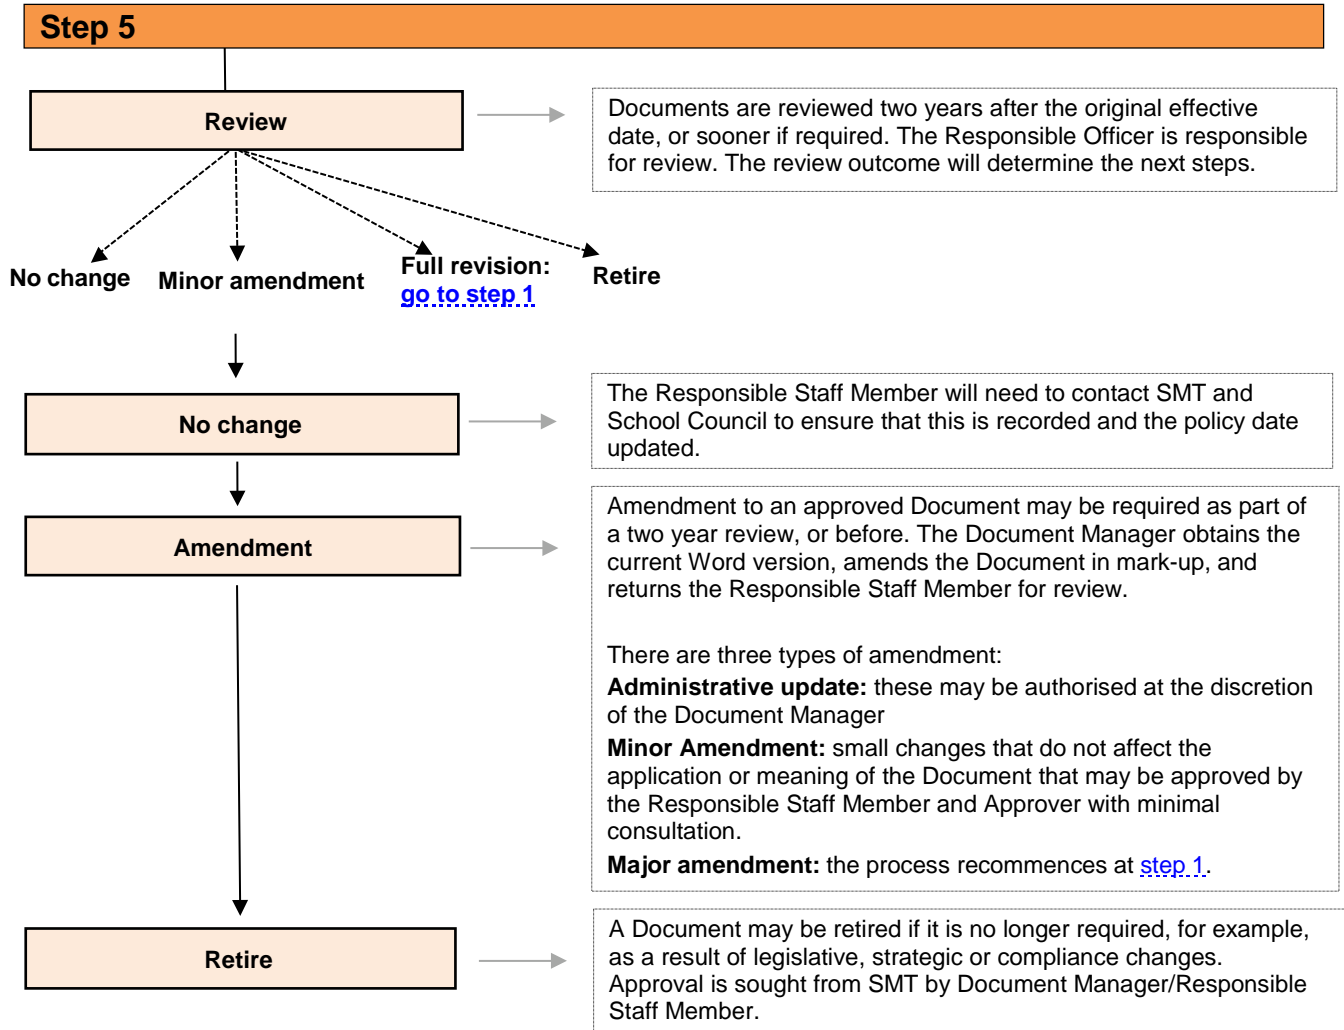 Step 5
Review
Documents are reviewed two years after the original effective
date, or sooner if required. The Responsible Officer is responsible
for review. The review outcome will determine the next steps.
No change
Minor amendment
Full revision:
go to step 1
Retire
No change
The Responsible Staff Member will need to contact SMT and
School Council to ensure that this is recorded and the policy date
updated.
Amendment
Amendment to an approved Document may be required as part of
a two year review, or before. The Document Manager obtains the
current Word version, amends the Document in mark-up, and
returns the Responsible Staff Member for review.
There are three types of amendment:
Administrative update: these may be authorised at the discretion
of the Document Manager
Minor Amendment: small changes that do not affect the
application or meaning of the Document that may be approved by
the Responsible Staff Member and Approver with minimal
consultation.
Major amendment: the process recommences at step 1.
Retire
A Document may be retired if it is no longer required, for example,
as a result of legislative, strategic or compliance changes.
Approval is sought from SMT by Document Manager/Responsible
Staff Member.